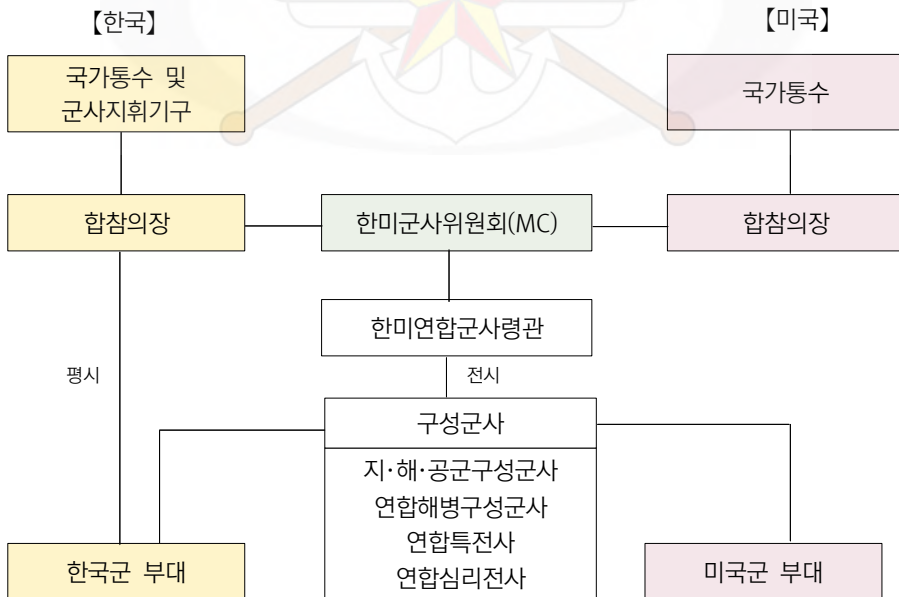 【한국】
【미국】
국가통수 및
군사지휘기구
국가통수
합참의장
한미군사위원회(MC)
합참의장
한미연합군사령관
평시
전시
구성군사
지·해·공군구성군사
연합해병구성군사
연합특전사
연합심리전사
한국군 부대
미국군 부대